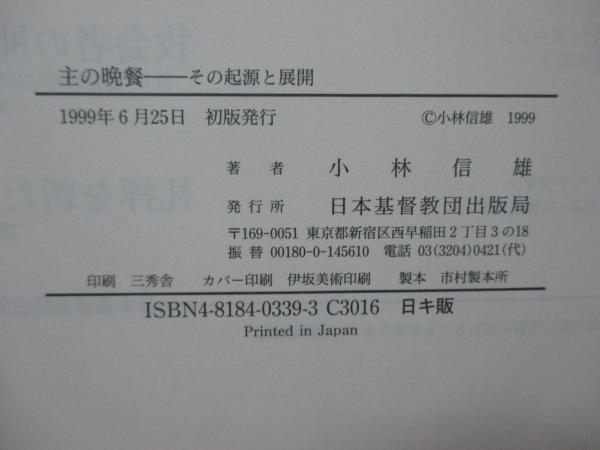 主の晩餐――その起源と展開
1999年6月25日 初版発行 ©小林信雄 1999
著者 小林信雄
発行所 日本基督教団出版局
〒169-0051 東京都新宿区西早稲田2丁目3の18
振替 00180-0-145610 電話 03(3204)0421(代)
印刷 三秀舎 カバー印刷 伊坂美術印刷 製本 市村製本所
ISBN4-8184-0339-3 C3016 日キ販
Printed in Japan